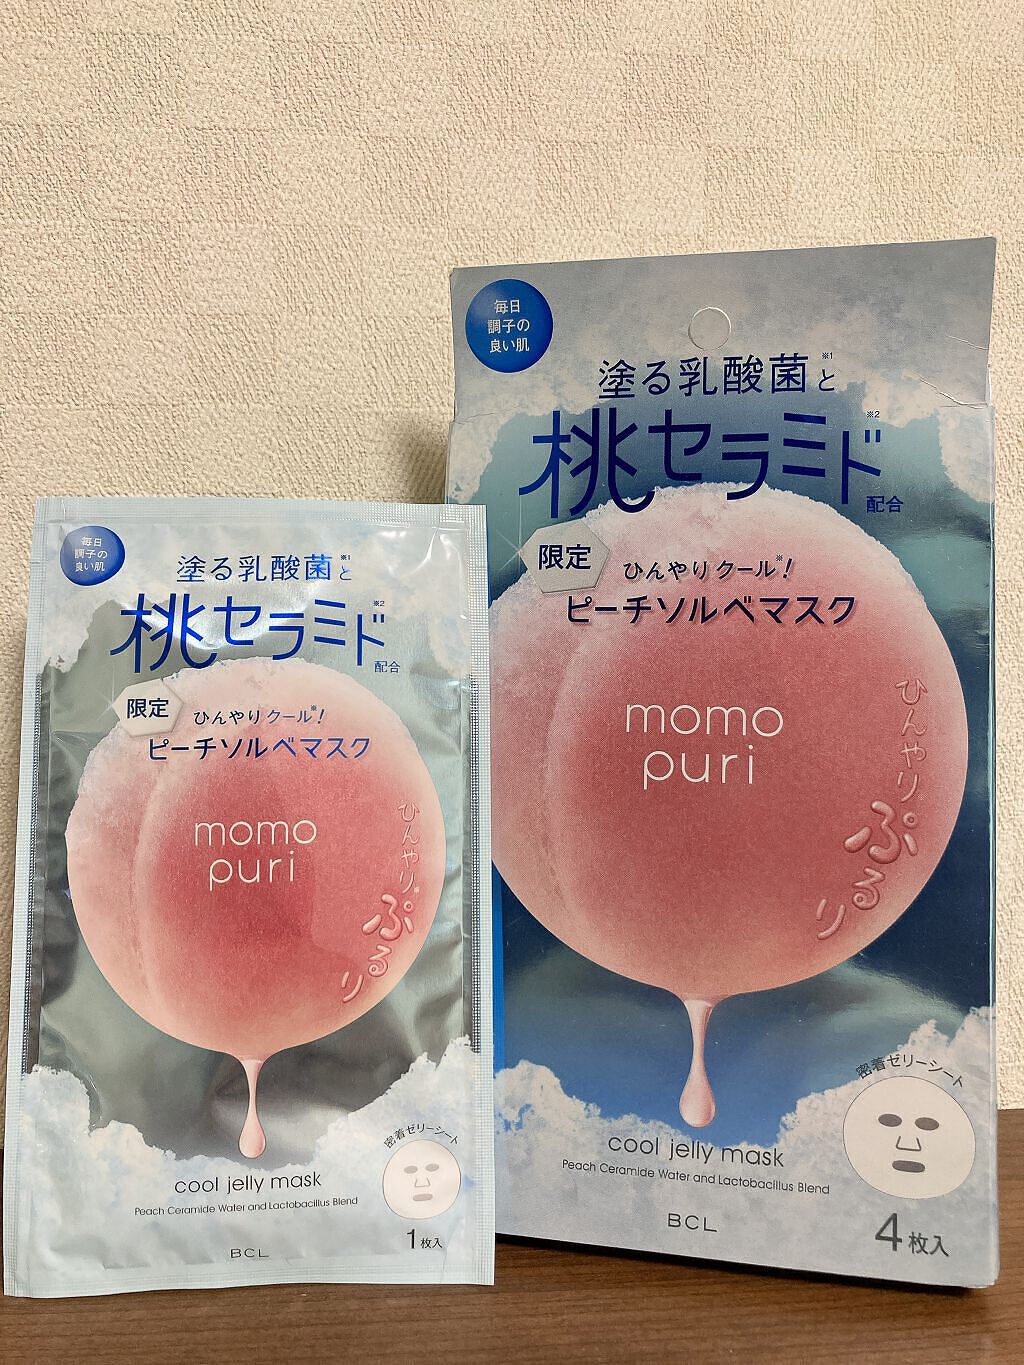 毎日
調子の
良い肌
塗る乳酸菌※1と
桃セラミド※2
配合
限定
ひんやりクール※!
ピーチソルベマスク
momo
puri
ひんやり※
ぷるり
密着ゼリーシート
cool jelly mask
Peach Ceramide Water and Lactobacillus Blend
BCL
1枚入
毎日
調子の
良い肌
塗る乳酸菌※1と
桃セラミド※2
配合
限定
ひんやりクール※!
ピーチソルベマスク
momo
puri
ひんやり
ぷるり
密着ゼリーシート
cool jelly mask
Peach Ceramide Water and Lactobacillus Blend
BCL
4枚入